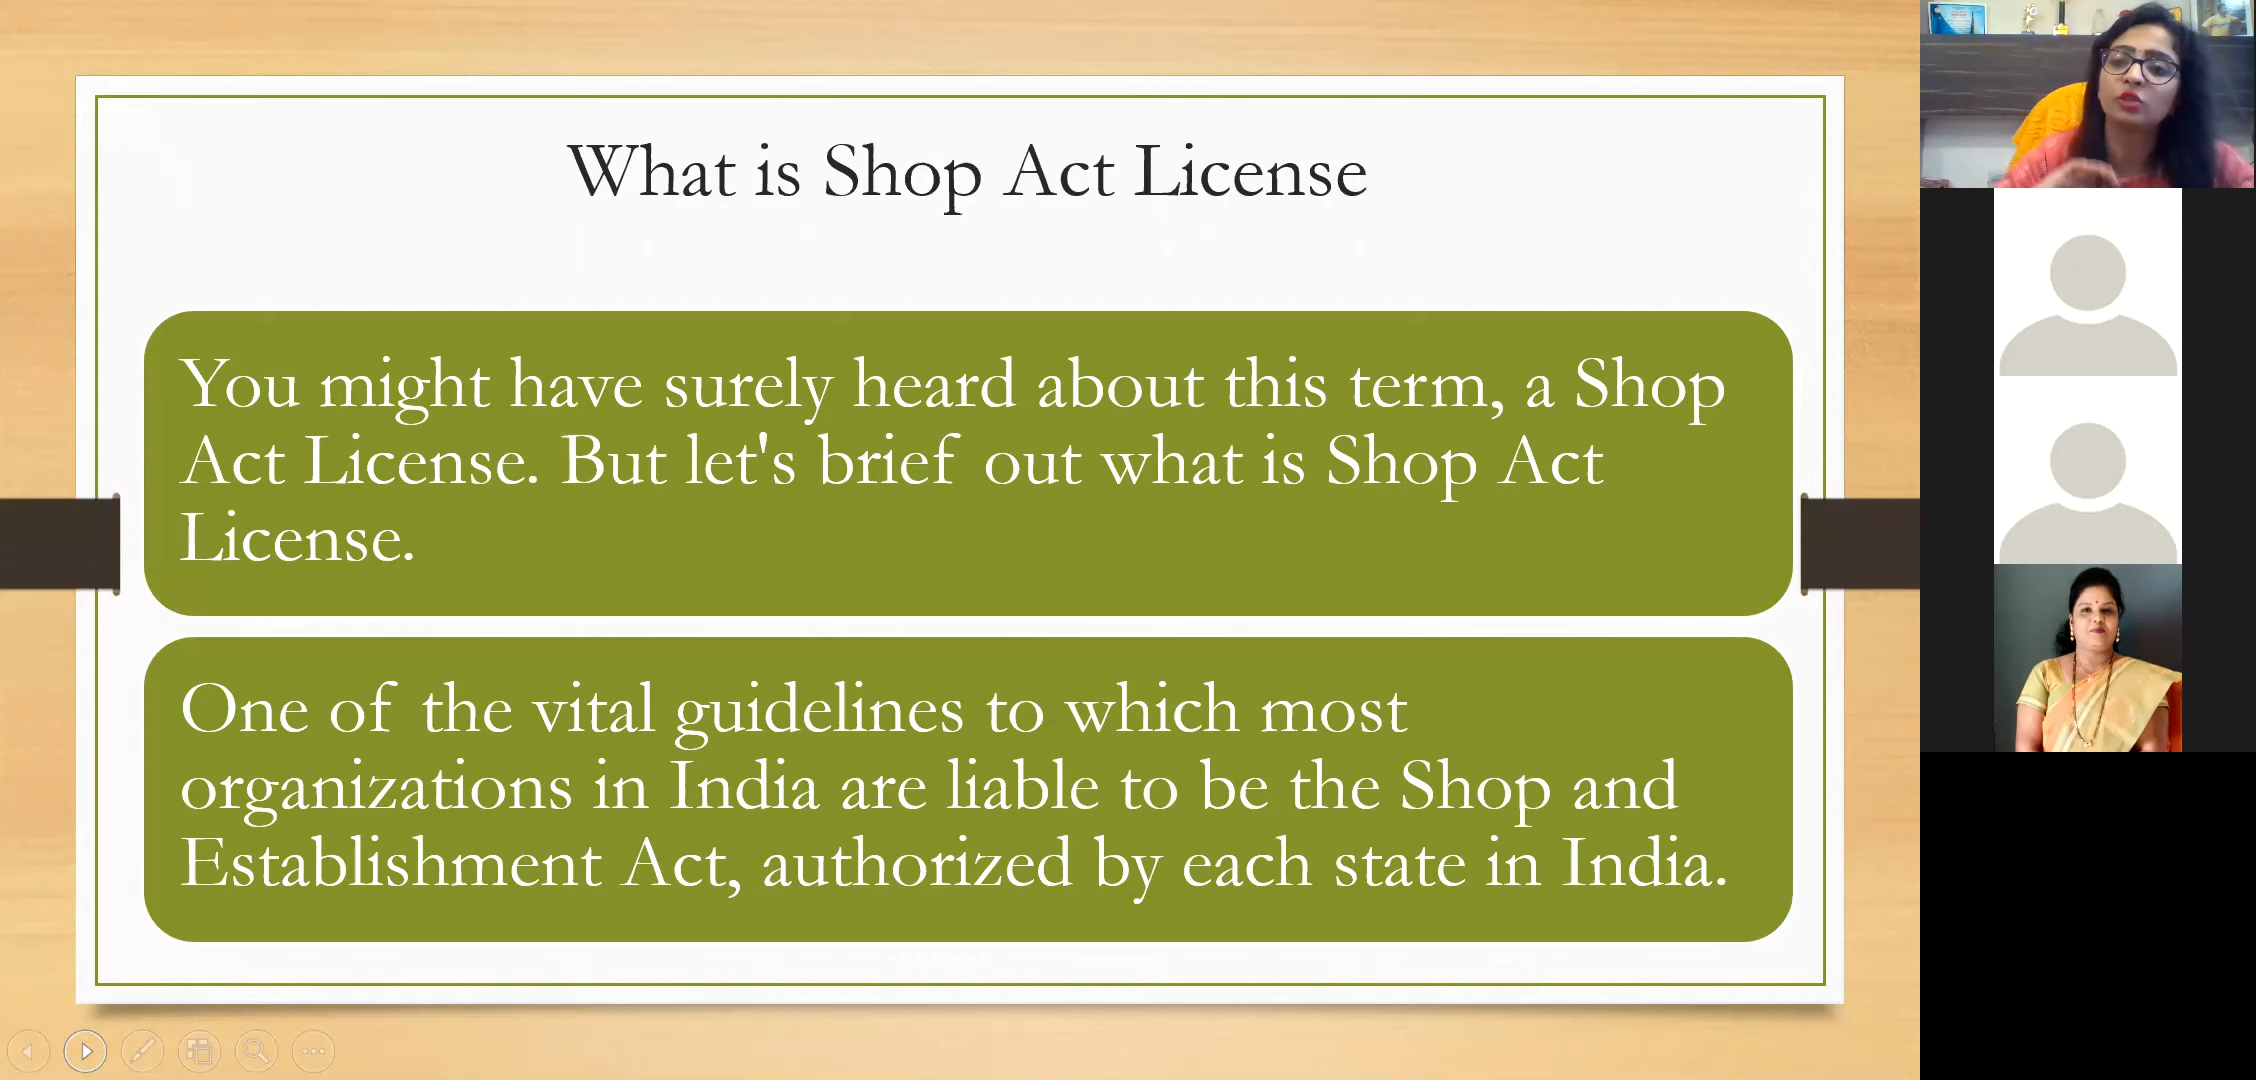 What is Shop Act License
You might have surely heard about this term, a Shop
Act License. But let's brief out what is Shop Act
License.
One of the vital guidelines to which most
organizations in India are liable to be the Shop and
Establishment Act, authorized by each state in India.